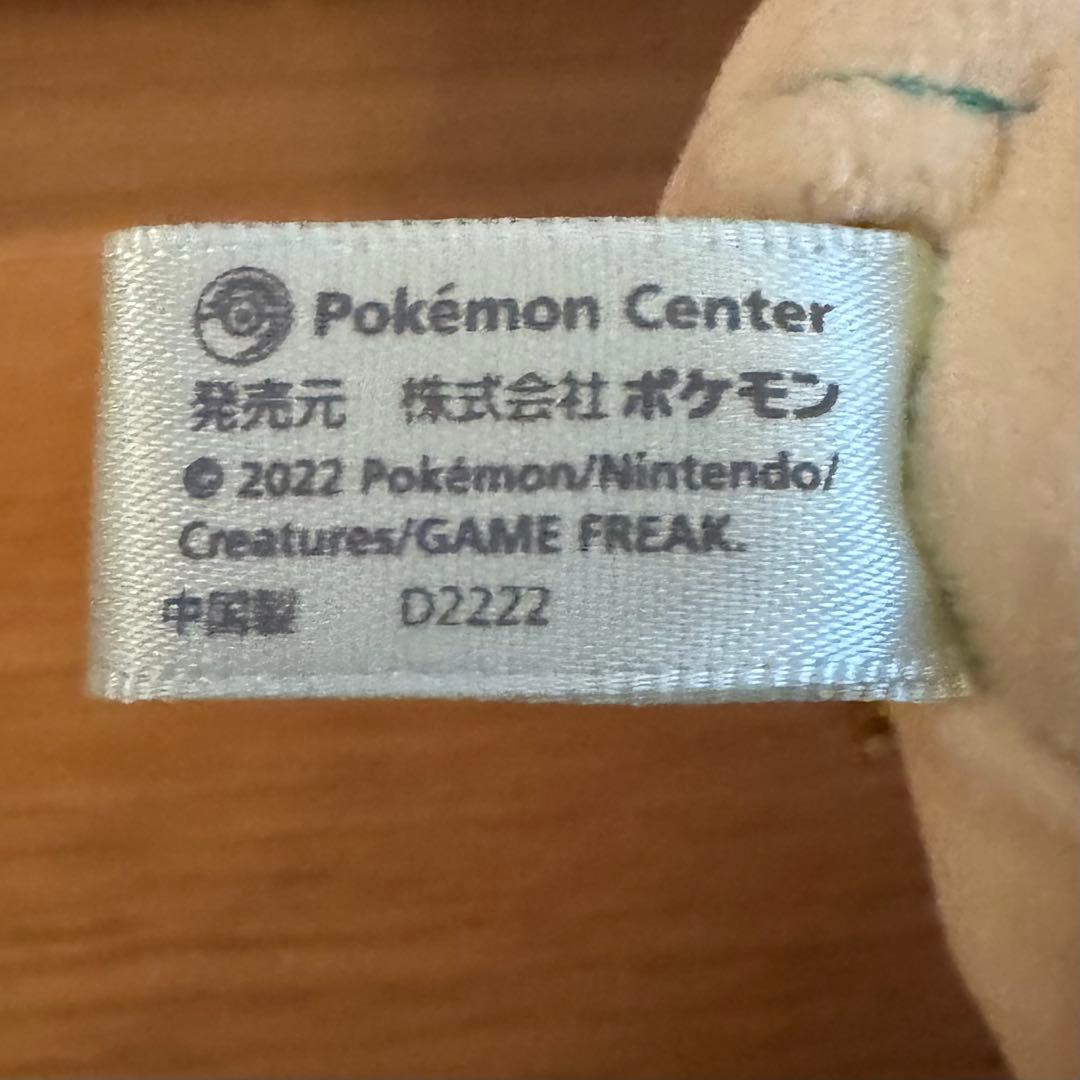 Pokémon Center
発売元 株式会社ポケモン
© 2022 Pokémon/Nintendo/
Creatures/GAME FREAK.
中国製 D2222